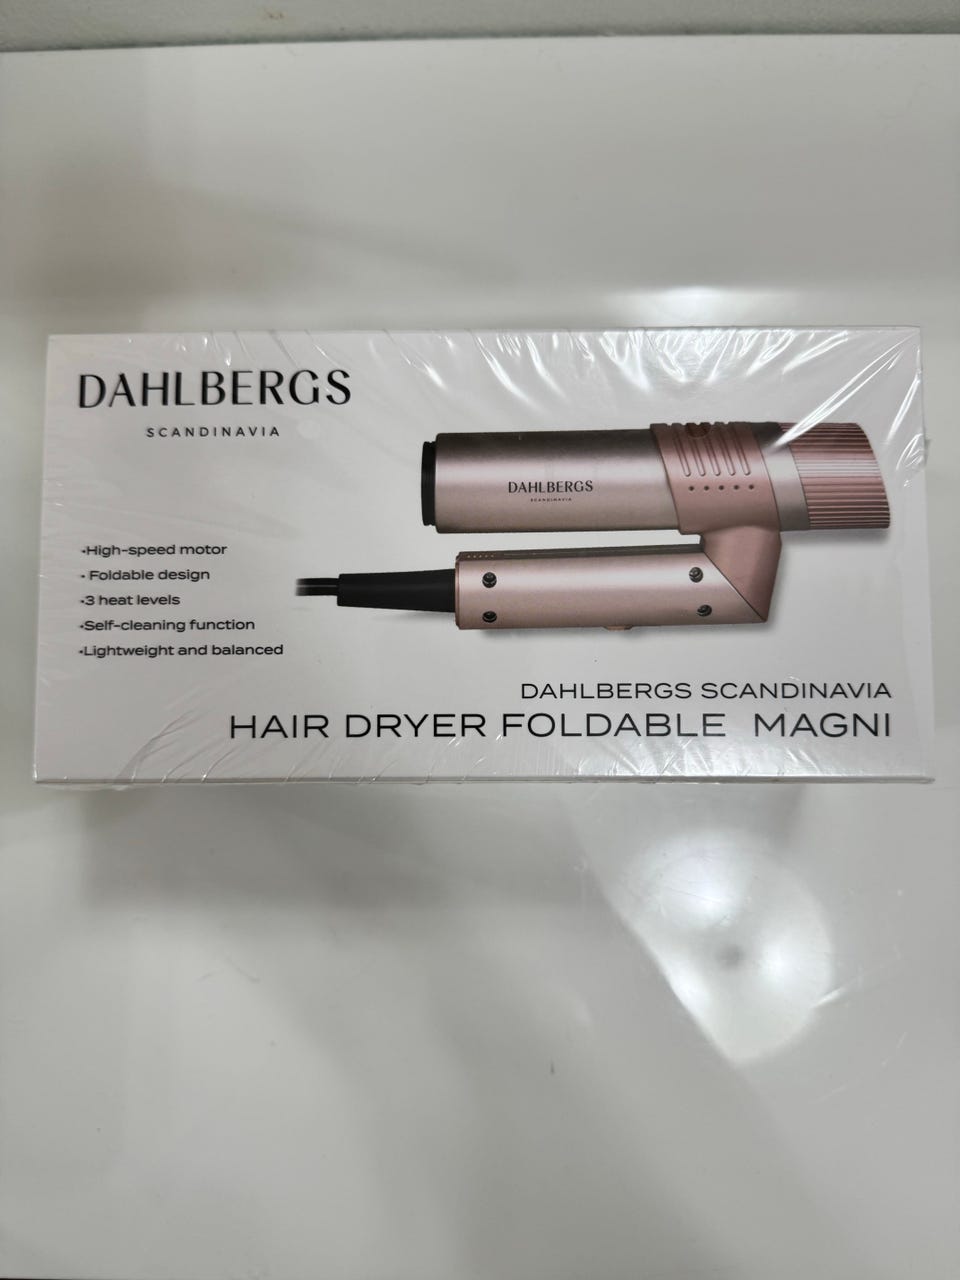 DAHLBERGS
SCANDINAVIA
DAHLBERGS
SCANDINAVIA
•High-speed motor
• Foldable design
•3 heat levels
•Self-cleaning function
•Lightweight and balanced
DAHLBERGS SCANDINAVIA
HAIR DRYER FOLDABLE MAGNI